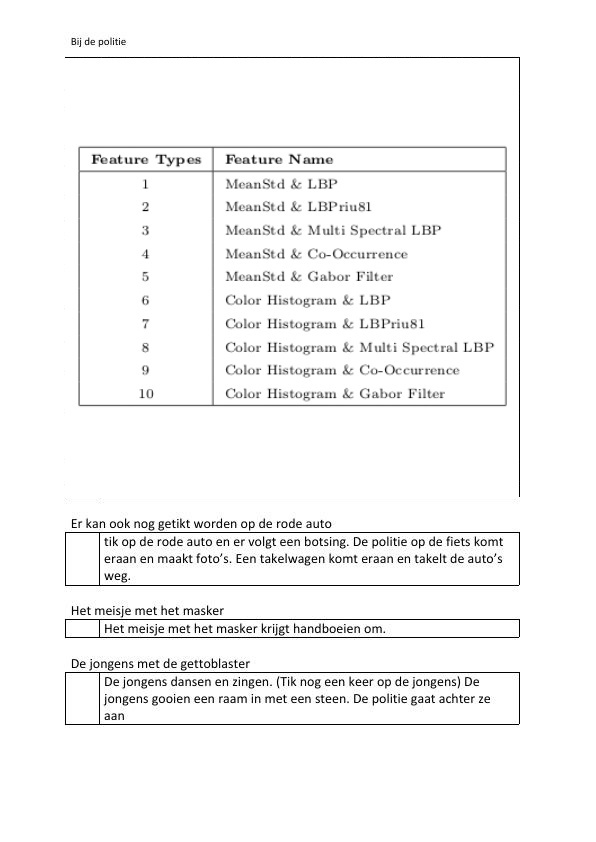 Bij de politie
Feature Types Feature Name
1 MeanStd & LBP
2 MeanStd & LBPriu81
3 MeanStd & Multi Spectral LBP
4 MeanStd & Co-Occurrence
5 MeanStd & Gabor Filter
6 Color Histogram & LBP
7 Color Histogram & LBPriu81
8 Color Histogram & Multi Spectral LBP
9 Color Histogram & Co-Occurrence
10 Color Histogram & Gabor Filter
Er kan ook nog getikt worden op de rode auto
tik op de rode auto en er volgt een botsing. De politie op de fiets komt
eraan en maakt foto’s. Een takelwagen komt eraan en takelt de auto’s
weg.
Het meisje met het masker
Het meisje met het masker krijgt handboeien om.
De jongens met de gettoblaster
De jongens dansen en zingen. (Tik nog een keer op de jongens) De
jongens gooien een raam in met een steen. De politie gaat achter ze
aan